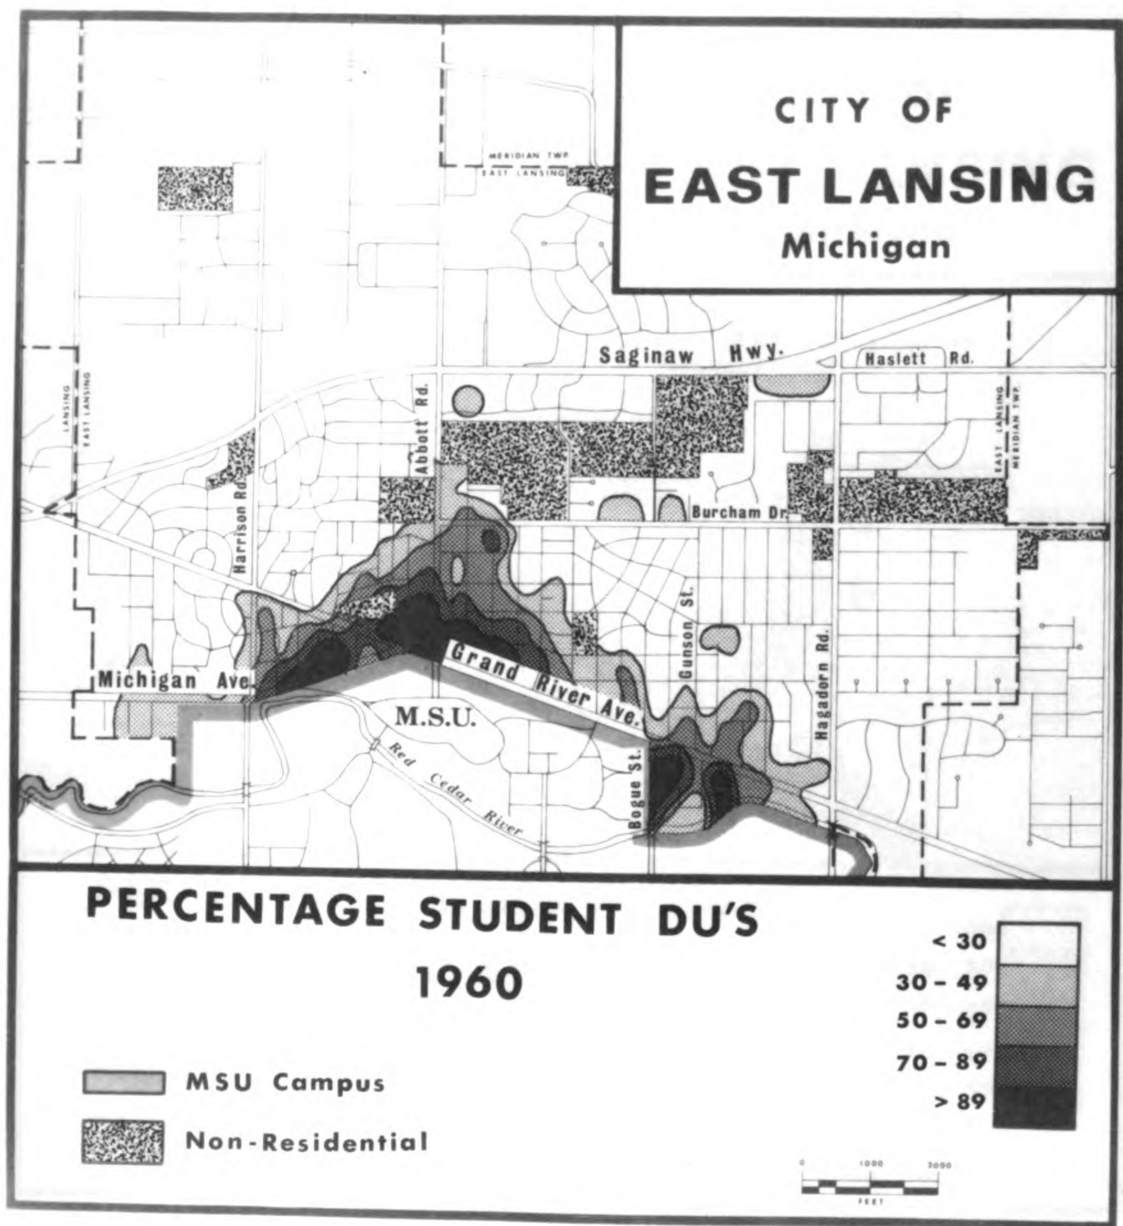 CITY OF
EAST LANSING
Michigan
MERIDIAN TWP.
EAST LANSING
Saginaw Hwy.
Haslett Rd.
LANSING
EAST LANSING
Abbott Rd.
EAST LANSING
MERIDIAN TWP.
Harrison Rd.
Burcham Dr.
Gunson St.
Hagadorn Rd.
Michigan Ave.
Grand River Ave.
M.S.U.
Red Cedar River
Bogue St.
PERCENTAGE STUDENT DU'S
1960
< 30
30 – 49
50 – 69
70 – 89
> 89
MSU Campus
Non-Residential
0 1000 2000
FEET